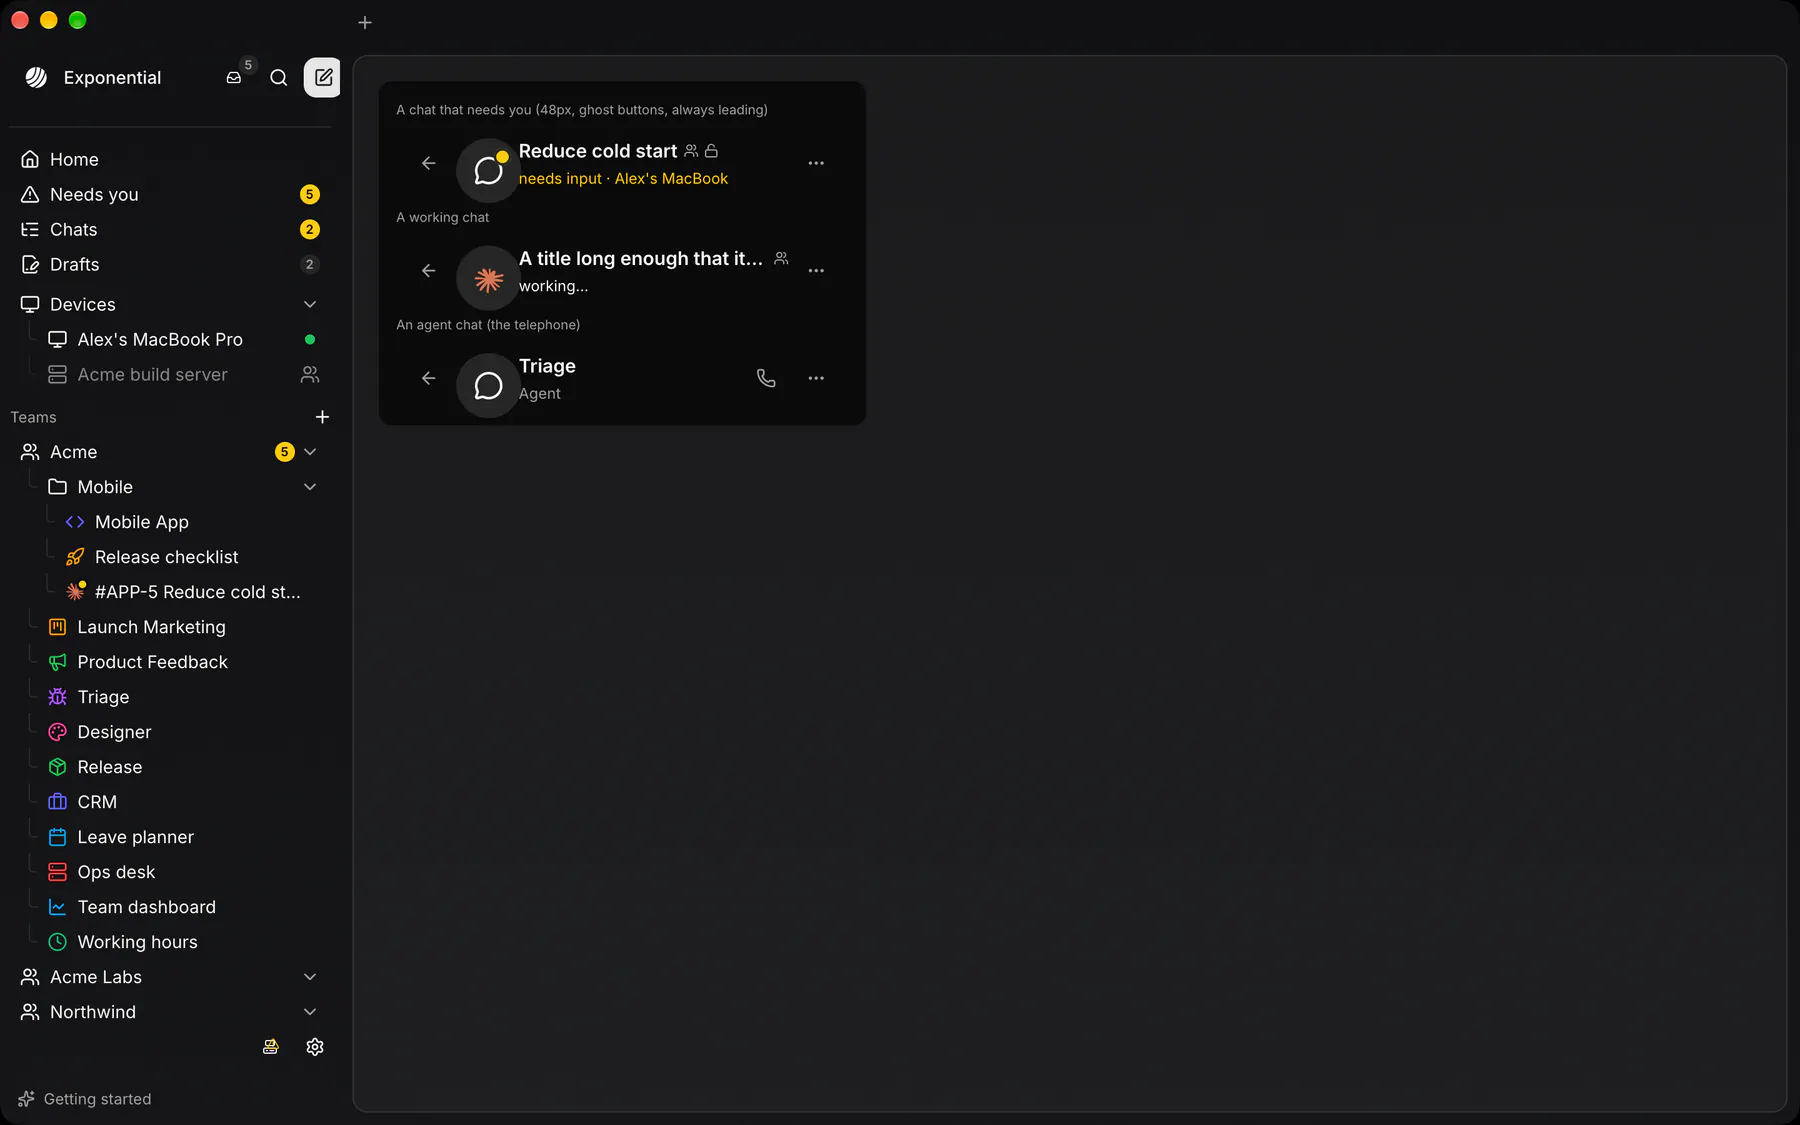 Exponential
5
Home
Needs you
5
Chats
2
Drafts
2
Devices
Alex's MacBook Pro
Acme build server
Teams
Acme
5
Mobile
Mobile App
Release checklist
#APP-5 Reduce cold st...
Launch Marketing
Product Feedback
Triage
Designer
Release
CRM
Leave planner
Ops desk
Team dashboard
Working hours
Acme Labs
Northwind
Getting started
A chat that needs you (48px, ghost buttons, always leading)
Reduce cold start
needs input · Alex's MacBook
A working chat
A title long enough that it...
working...
An agent chat (the telephone)
Triage
Agent